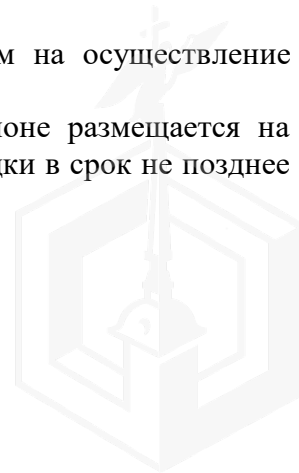 м на осуществление
оне размещается на
дки в срок не позднее